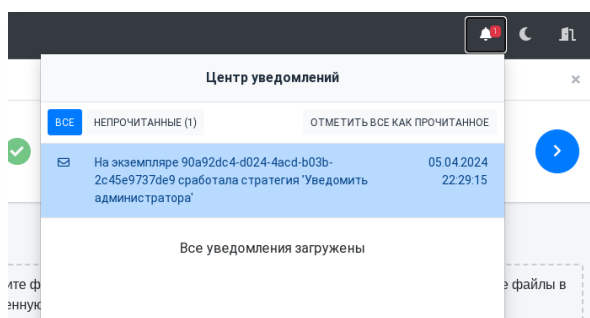 1
Центр уведомлений
ВСЕ
НЕПРОЧИТАННЫЕ (1)
ОТМЕТИТЬ ВСЕ КАК ПРОЧИТАННОЕ
На экземпляре 90a92dc4-d024-4acd-b03b-
2c45e9737de9 сработала стратегия 'Уведомить
администратора'
05.04.2024
22:29:15
Все уведомления загружены
файлы в